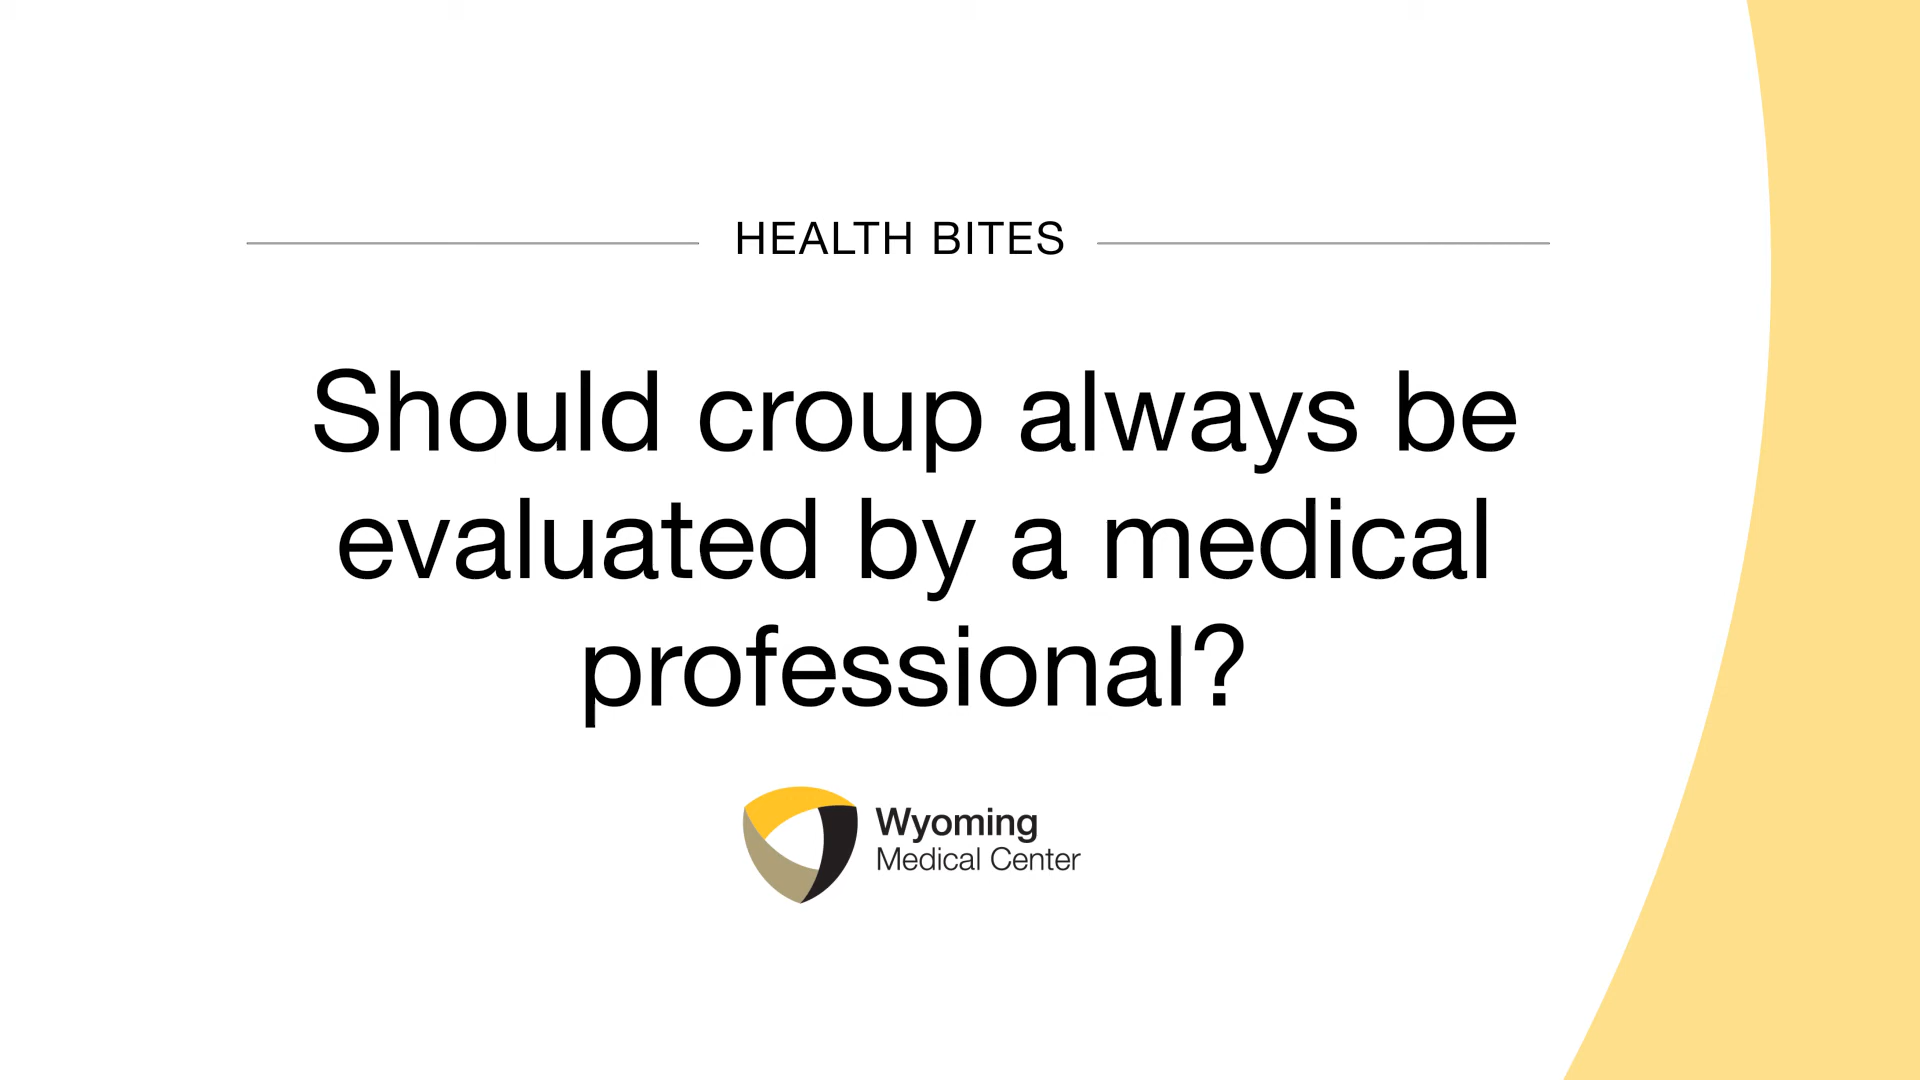 HEALTH BITES
Should croup always be
evaluated by a medical
professional?
Wyoming
Medical Center